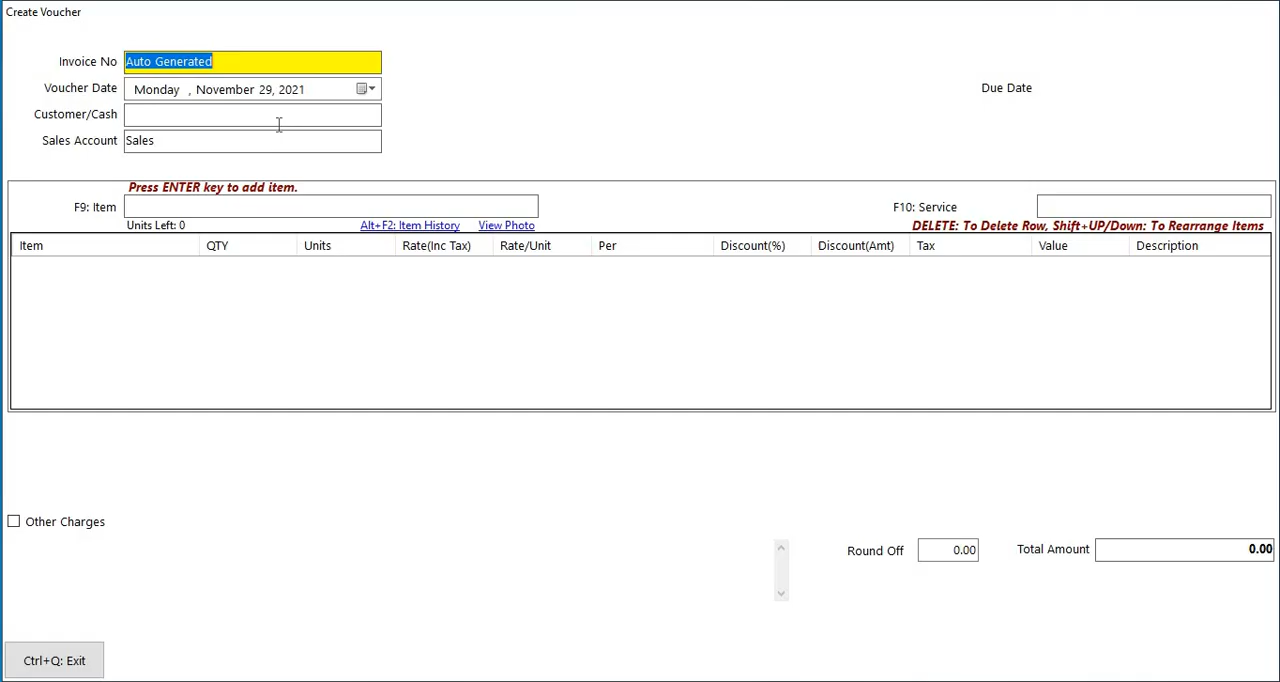 Create Voucher
Invoice No Auto Generated
Voucher Date Monday , November 29, 2021 Due Date
Customer/Cash
Sales Account Sales
Press ENTER key to add item.
F9: Item F10: Service
Units Left: 0 Alt+F2: Item History View Photo DELETE: To Delete Row, Shift+UP/Down: To Rearrange Items
Item QTY Units Rate(Inc Tax) Rate/Unit Per Discount(%) Discount(Amt) Tax Value Description
Other Charges
Round Off 0.00 Total Amount 0.00
Ctrl+Q: Exit